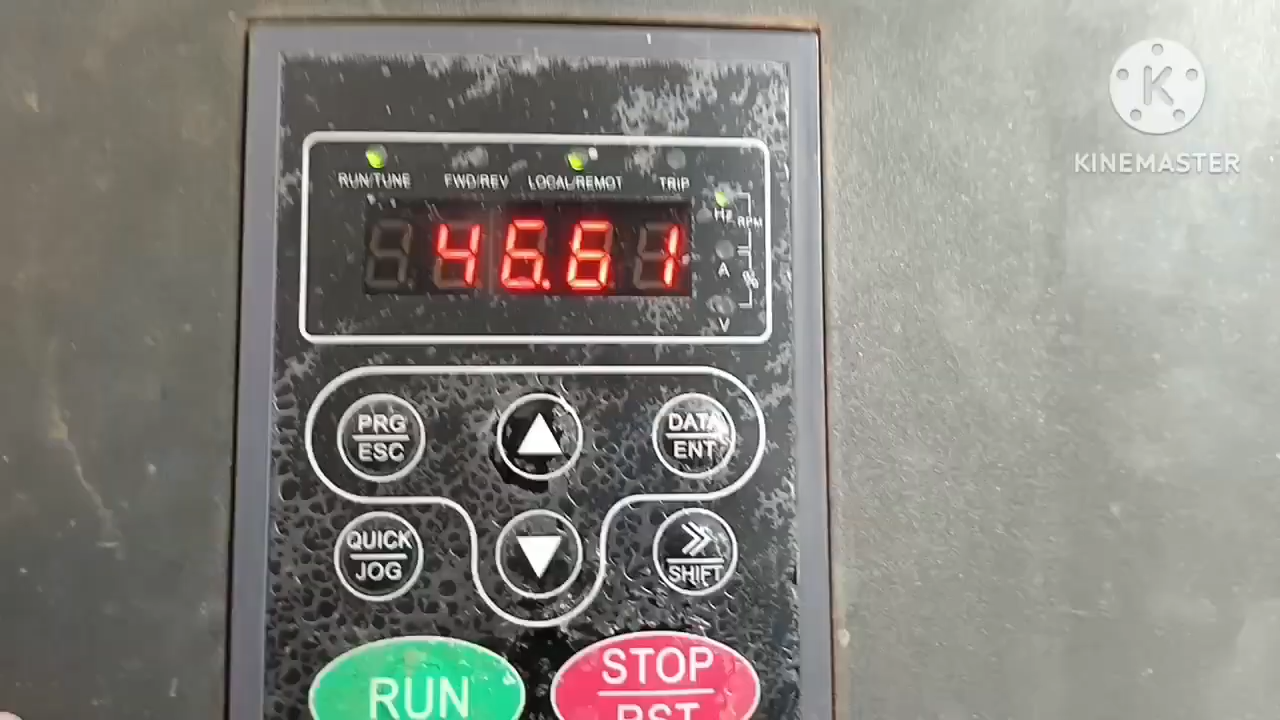 K
KINEMASTER
RUN/TUNE FWD/REV LOCAL/REMOT TRIP
46.61
Hz
RPM
A
%
V
PRG
ESC
DATA
ENT
QUICK
JOG
SHIFT
RUN
STOP
RST